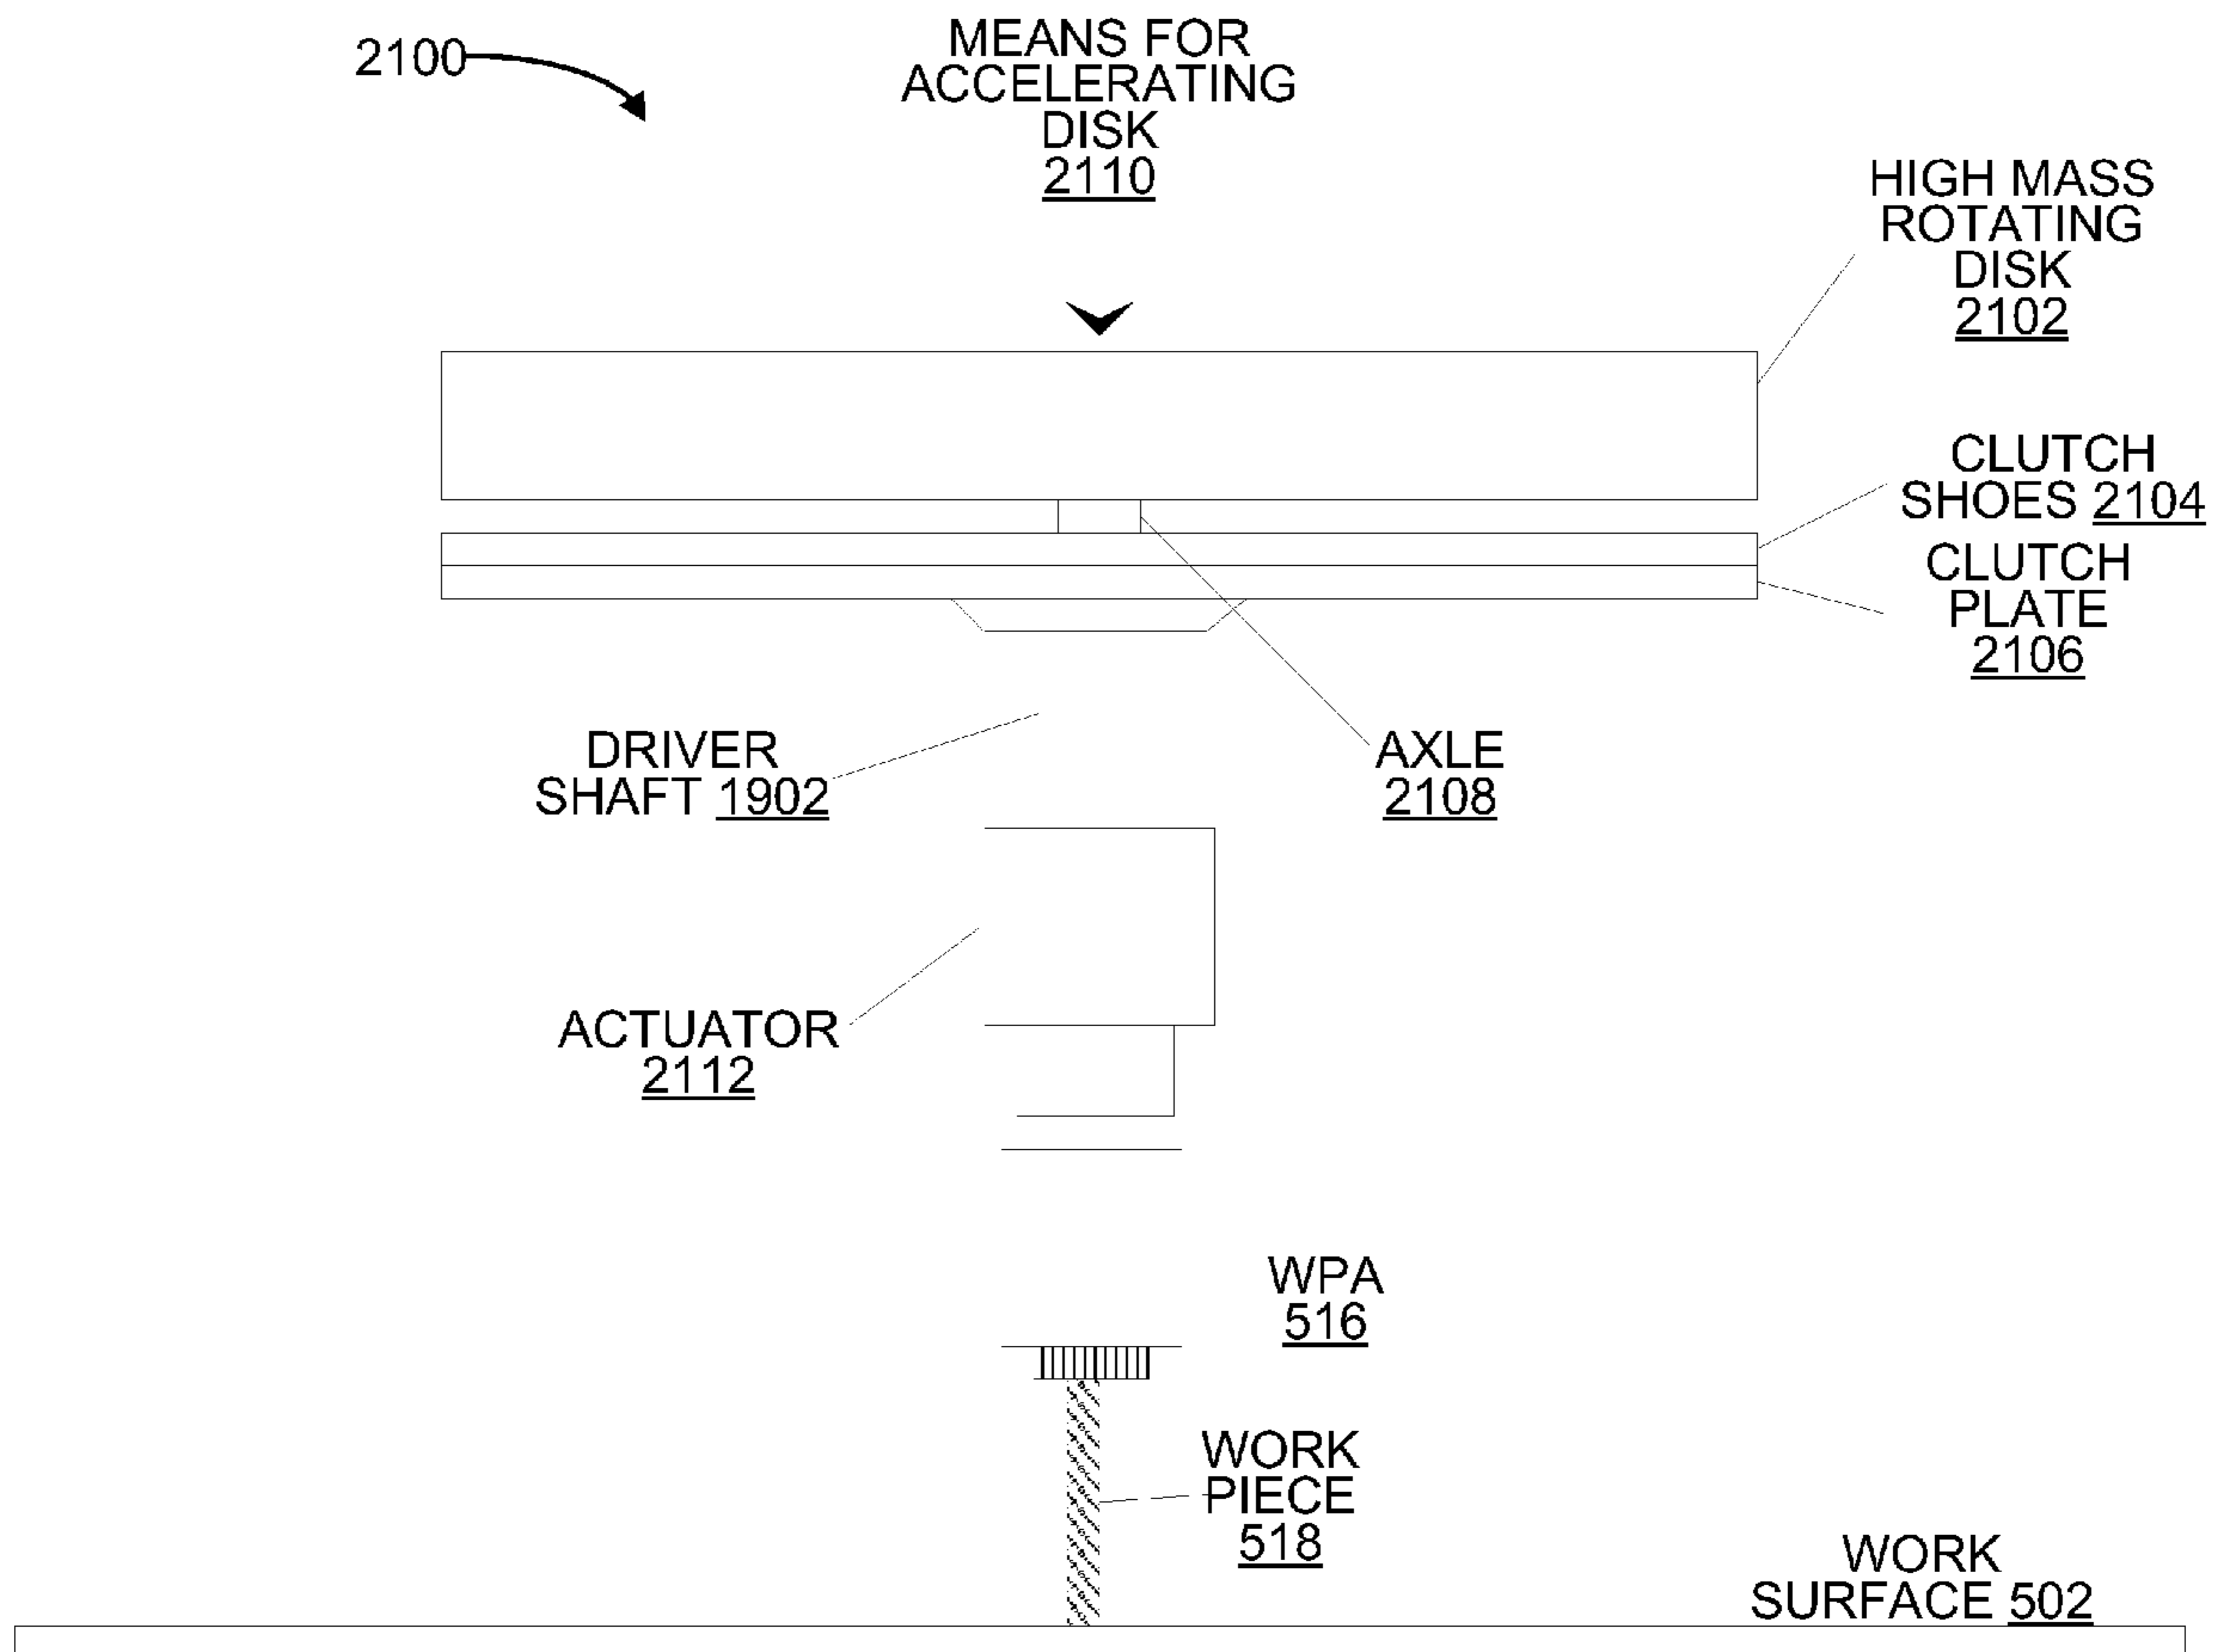 2100
MEANS FOR
ACCELERATING
DISK
2110
HIGH MASS
ROTATING
DISK
2102
CLUTCH
SHOES 2104
CLUTCH
PLATE
2106
DRIVER
SHAFT 1902
AXLE
2108
ACTUATOR
2112
WPA
516
WORK
PIECE
518
WORK
SURFACE 502